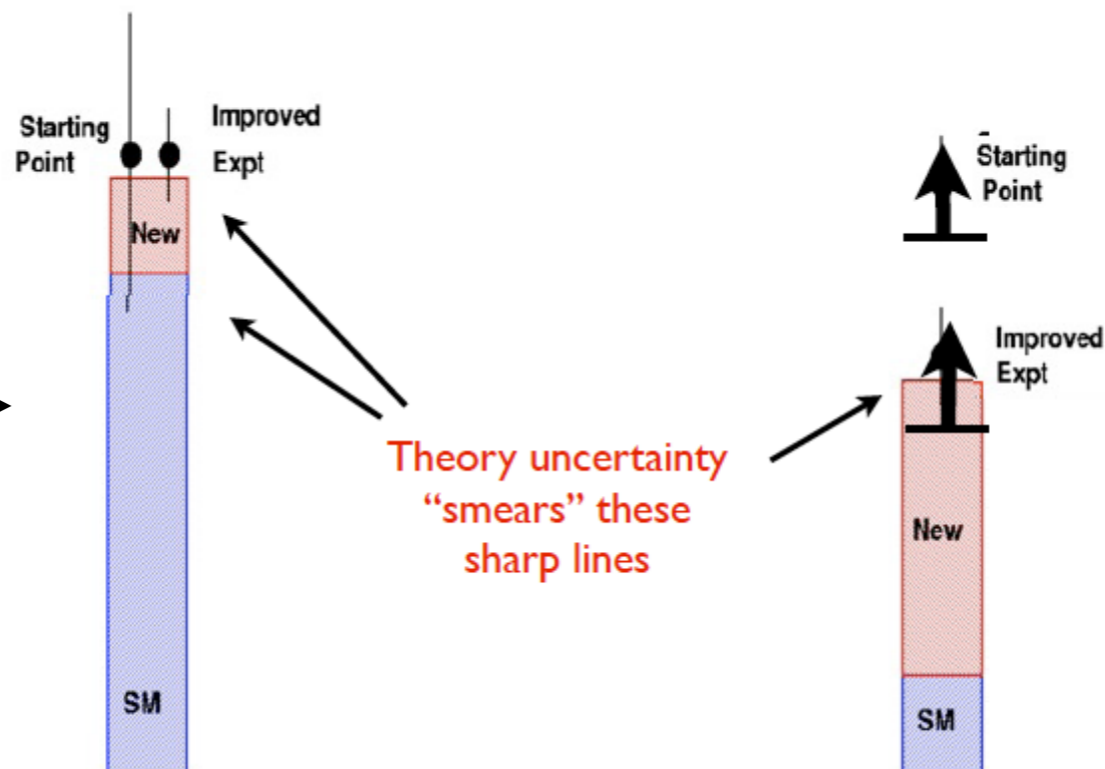 Starting
Point
Improved
Expt
New
SM
Theory uncertainty
“smears” these
sharp lines
Starting
Point
Improved
Expt
New
SM